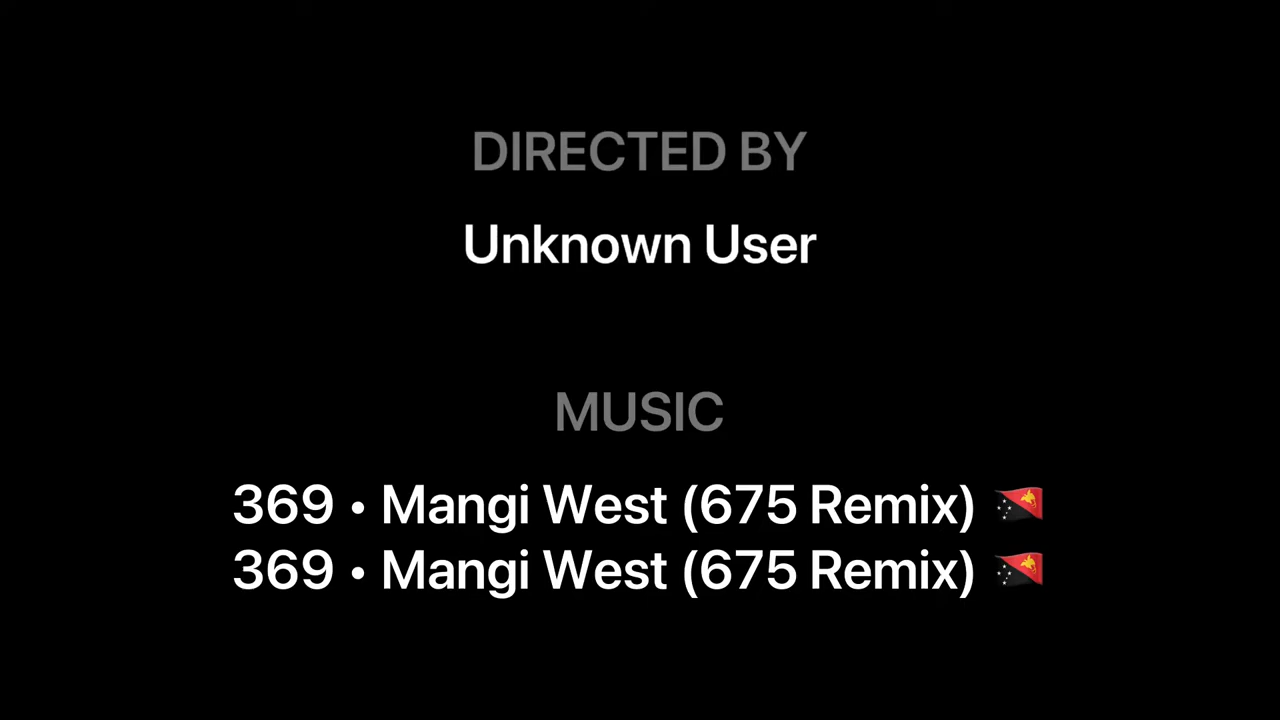 DIRECTED BY
Unknown User
MUSIC
369 • Mangi West (675 Remix) 🇵🇬
369 • Mangi West (675 Remix) 🇵🇬